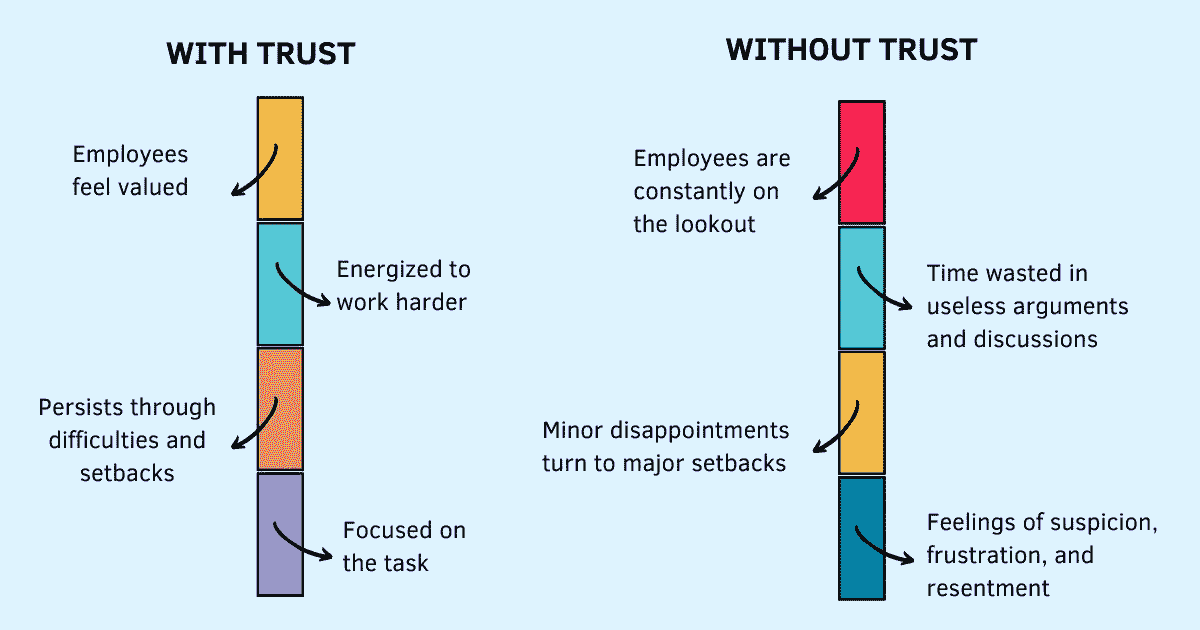 WITH TRUST
Employees
feel valued
Energized to
work harder
Persists through
difficulties and
setbacks
Focused on
the task
WITHOUT TRUST
Employees are
constantly on
the lookout
Time wasted in
useless arguments
and discussions
Minor disappointments
turn to major setbacks
Feelings of suspicion,
frustration, and
resentment